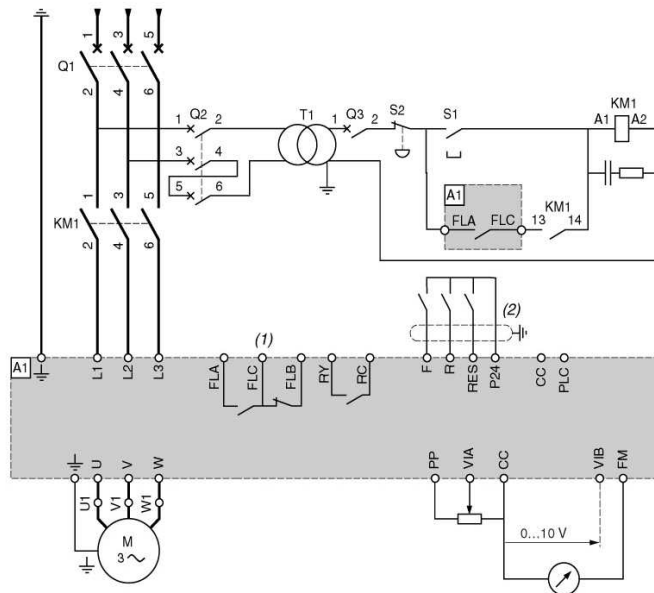 1 3 5
Q1
2 4 6
1 Q2 2
3 4
5 6
T1
1 Q3 2
S2
S1
KM1
A1 A2
A1
FLA FLC
KM1
13 14
1 3 5
KM1
2 4 6
(1)
(2)
A1
L1 L2 L3
FLA FLC FLB RY RC
F R RES P24 CC PLC
U V W
PP VIA CC VIB FM
U1 V1 W1
M
3
0...10 V